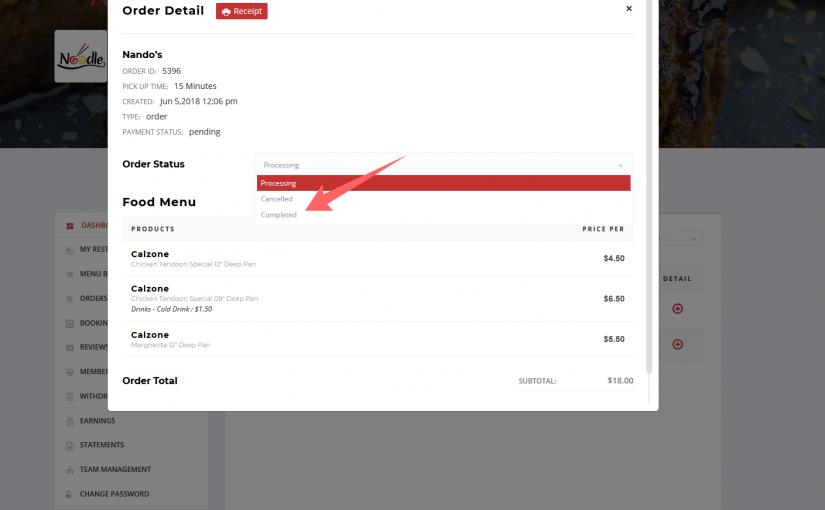 Order Detail
Receipt
×
Noodle
Nando's
ORDER ID: 5396
PICK UP TIME: 15 Minutes
CREATED: Jun 5,2018 12:06 pm
TYPE: order
PAYMENT STATUS: pending
Order Status
Processing
Processing
Cancelled
Completed
Food Menu
PRODUCTS PRICE PER
Calzone
Chicken Tandoori Special 12" Deep Pan
$4.50
Calzone
Chicken Tandoori Special 09" Deep Pan
Drinks - Cold Drink : $1.50
$6.50
Calzone
Margherita 12" Deep Pan
$5.50
Order Total
SUBTOTAL: $18.00
DASHBO
MY REST
MENU B
ORDERS
BOOKIN
REVIEWS
MEMBER
WITHDR
EARNINGS
STATEMENTS
TEAM MANAGEMENT
CHANGE PASSWORD
DETAIL